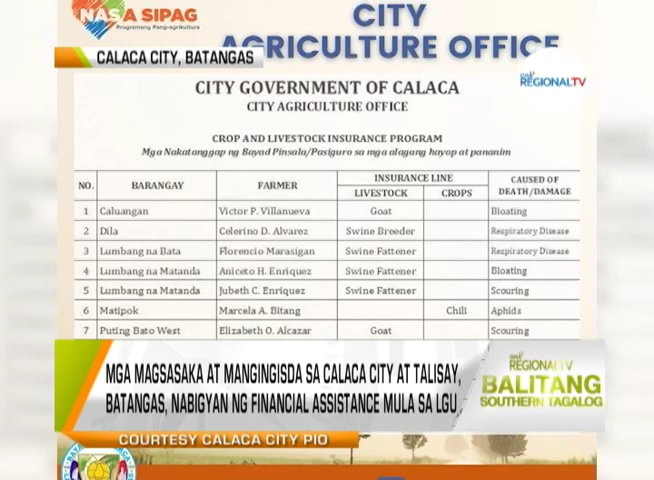 NASA SIPAG
Programang Pang-agrikultura
CITY
AGRICULTURE OFFICE
CALACA CITY, BATANGAS
GMA REGIONALTV
CITY GOVERNMENT OF CALACA
CITY AGRICULTURE OFFICE
CROP AND LIVESTOCK INSURANCE PROGRAM
Mga Nakatanggap ng Bayad Pinsala/Pasiguro sa mga alagang hayop at pananim
NO. BARANGAY FARMER INSURANCE LINE CAUSED OF DEATH/DAMAGE
LIVESTOCK CROPS
1 Caluangan Victor P. Villanueva Goat Bloating
2 Dila Celerino D. Alvarez Swine Breeder Respiratory Disease
3 Lumbang na Bata Florencio Marasigan Swine Fattener Respiratory Disease
4 Lumbang na Matanda Aniceto H. Enriquez Swine Fattener Bloating
5 Lumbang na Matanda Jubeth C. Enriquez Swine Fattener Scouring
6 Matipok Marcela A. Bitang Chili Aphids
7 Puting Bato West Elizabeth O. Alcazar Goat Scouring
MGA MAGSASAKA AT MANGINGISDA SA CALACA CITY AT TALISAY,
BATANGAS, NABIGYAN NG FINANCIAL ASSISTANCE MULA SA LGU
GMA REGIONALTV
BALITANG
SOUTHERN TAGALOG
COURTESY CALACA CITY PIO